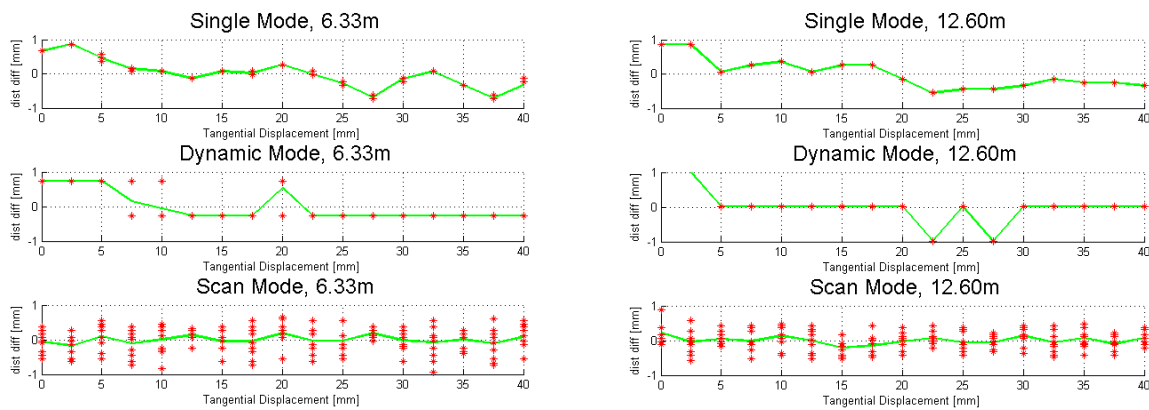 Single Mode, 6.33m
dist diff [mm]
1
0
-1
0 5 10 15 20 25 30 35 40
Tangential Displacement [mm]
Dynamic Mode, 6.33m
dist diff [mm]
1
0
-1
0 5 10 15 20 25 30 35 40
Tangential Displacement [mm]
Scan Mode, 6.33m
dist diff [mm]
1
0
-1
0 5 10 15 20 25 30 35 40
Tangential Displacement [mm]
Single Mode, 12.60m
dist diff [mm]
1
0
-1
0 5 10 15 20 25 30 35 40
Tangential Displacement [mm]
Dynamic Mode, 12.60m
dist diff [mm]
1
0
-1
0 5 10 15 20 25 30 35 40
Tangential Displacement [mm]
Scan Mode, 12.60m
dist diff [mm]
1
0
-1
0 5 10 15 20 25 30 35 40
Tangential Displacement [mm]